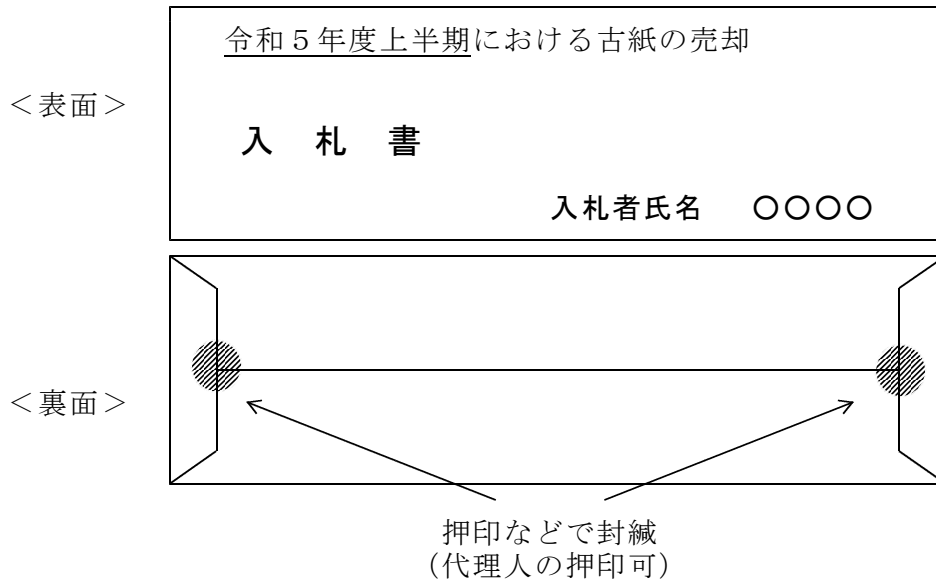 令和５年度上半期における古紙の売却
＜表面＞
入　札　書
入札者氏名　〇〇〇〇
＜裏面＞
押印などで封緘
（代理人の押印可）